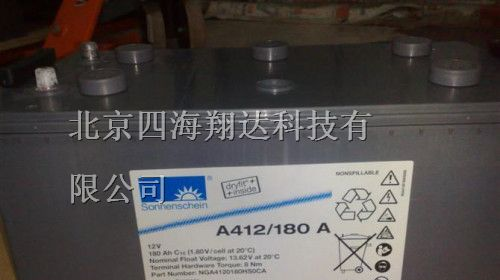 北京四海翔达科技有
限公司
NONSPILLABLE
Sonnenschein
dryfit +
+ inside
A412/180 A
12V
180 Ah C10 (1.80V/cell at 20°C)
Nominal Float Voltage: 13.62V at 20°C
Terminal Hardware Torque: 8 Nm
Part Number: NGA4120180HS0CA
Pb